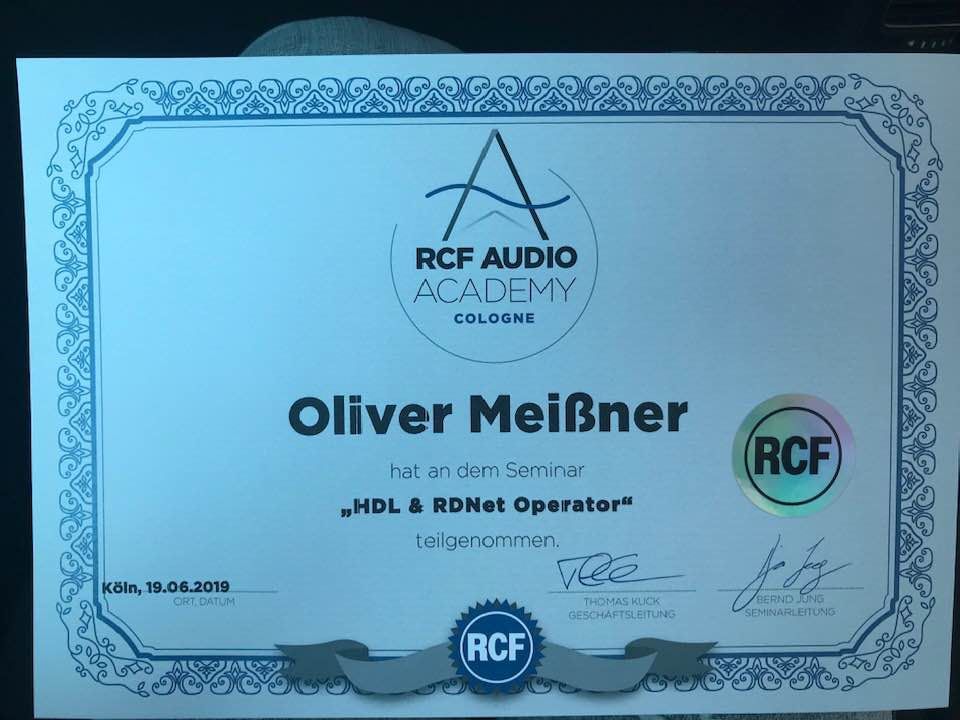 RCF AUDIO
ACADEMY
COLOGNE
Oliver Meißner
hat an dem Seminar
„HDL & RDNet Operator“
teilgenommen.
RCF
Köln, 19.06.2019
ORT, DATUM
THOMAS KUCK
GESCHÄFTSLEITUNG
BERND JUNG
SEMINARLEITUNG
RCF